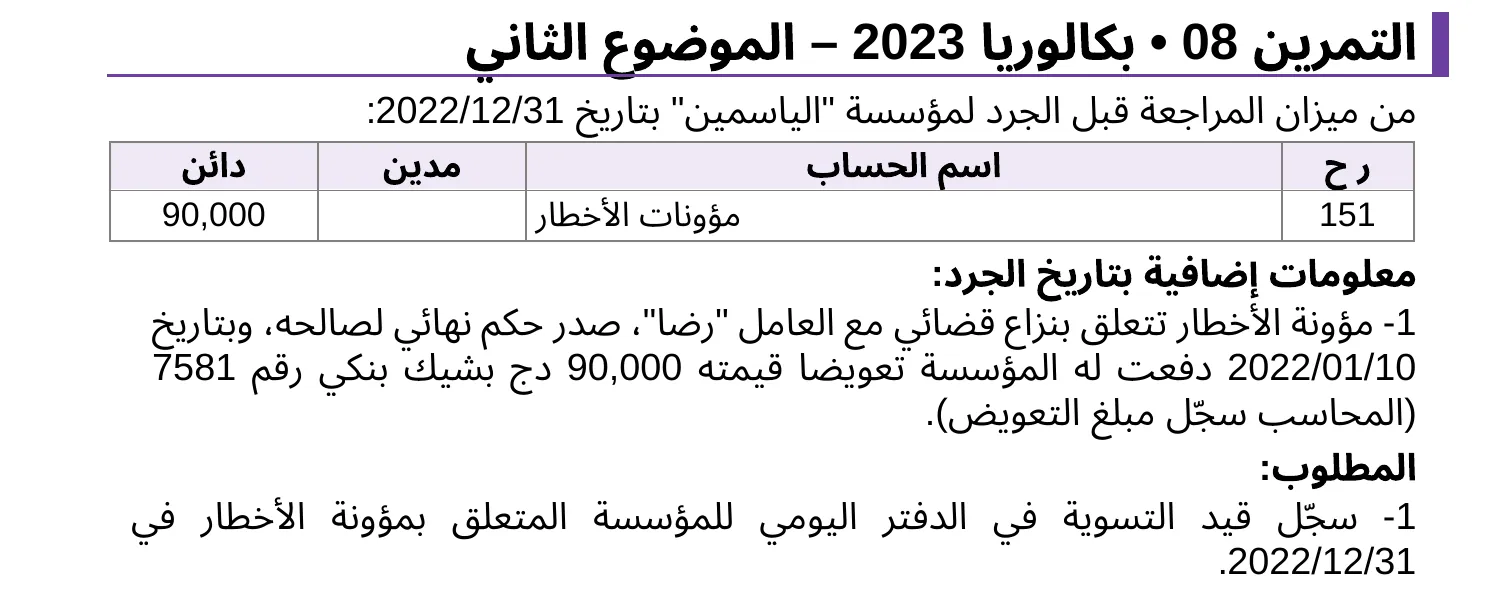 التمرين 08 • بكالوريا 2023 – الموضوع الثاني
من ميزان المراجعة قبل الجرد لمؤسسة "الياسمين" بتاريخ 2022/12/31:
ر ح اسم الحساب مدين دائن
151 مؤونات الأخطار 90,000
معلومات إضافية بتاريخ الجرد:
1- مؤونة الأخطار تتعلق بنزاع قضائي مع العامل "رضا"، صدر حكم نهائي لصالحه، وبتاريخ
2022/01/10 دفعت له المؤسسة تعويضا قيمته 90,000 دج بشيك بنكي رقم 7581
(المحاسب سجّل مبلغ التعويض).
المطلوب:
1- سجّل قيد التسوية في الدفتر اليومي للمؤسسة المتعلق بمؤونة الأخطار في
2022/12/31.